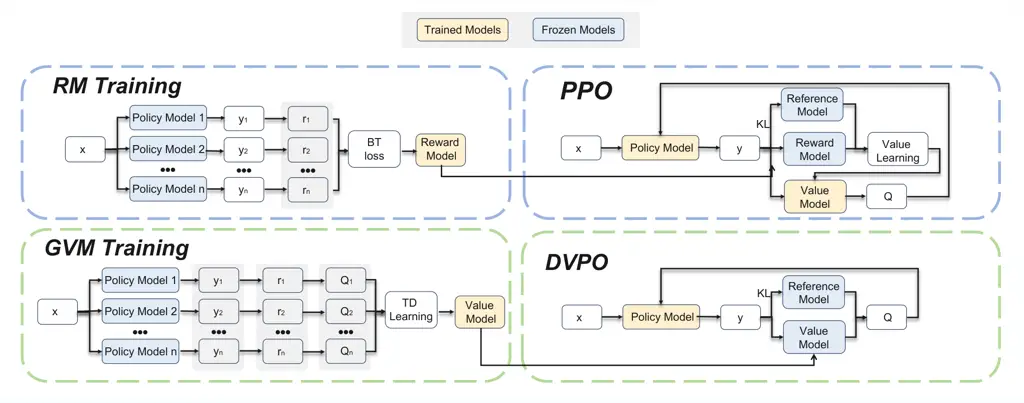 Trained Models
Frozen Models
RM Training
x
Policy Model 1
y1
r1
Policy Model 2
y2
r2
•••
•••
•••
Policy Model n
yn
rn
BT
loss
Reward
Model
PPO
x
Policy Model
y
KL
Reference
Model
Reward
Model
Value
Learning
Value
Model
Q
GVM Training
x
Policy Model 1
y1
r1
Q1
Policy Model 2
y2
r2
Q2
•••
•••
•••
•••
Policy Model n
yn
rn
Qn
TD
Learning
Value
Model
DVPO
x
Policy Model
y
KL
Reference
Model
Value
Model
Q